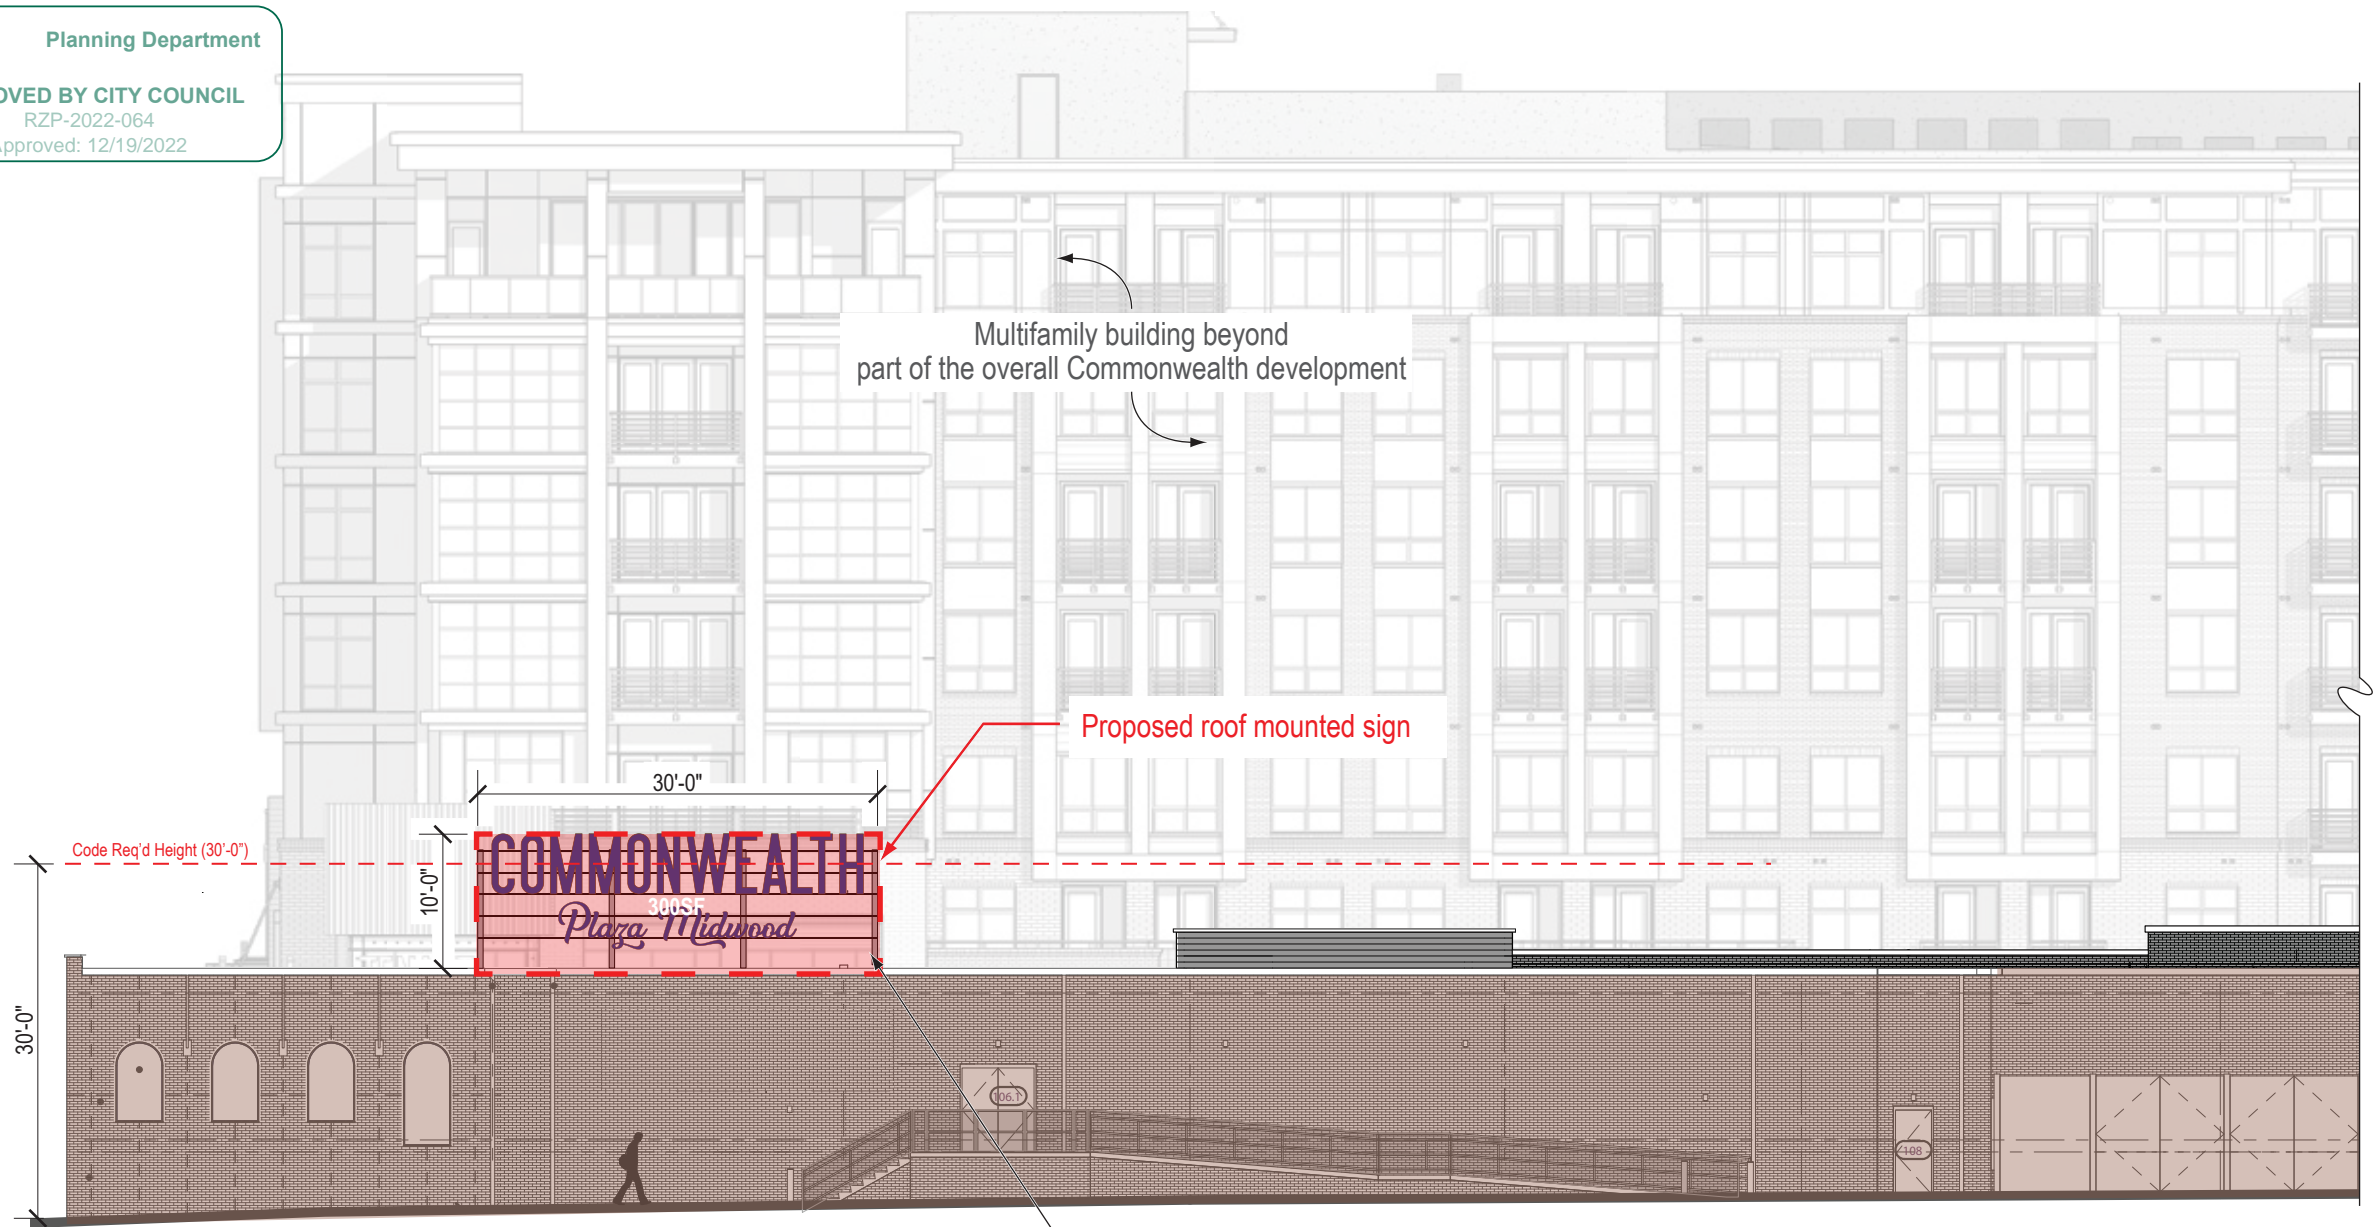 Planning Department
OVED BY CITY COUNCIL
RZP-2022-064
Approved: 12/19/2022
Multifamily building beyond
part of the overall Commonwealth development
Proposed roof mounted sign
30'-0"
Code Req'd Height (30'-0")
10'-0"
COMMONWEALTH
300SF
Plaza Midwood
30'-0"
106.1
108